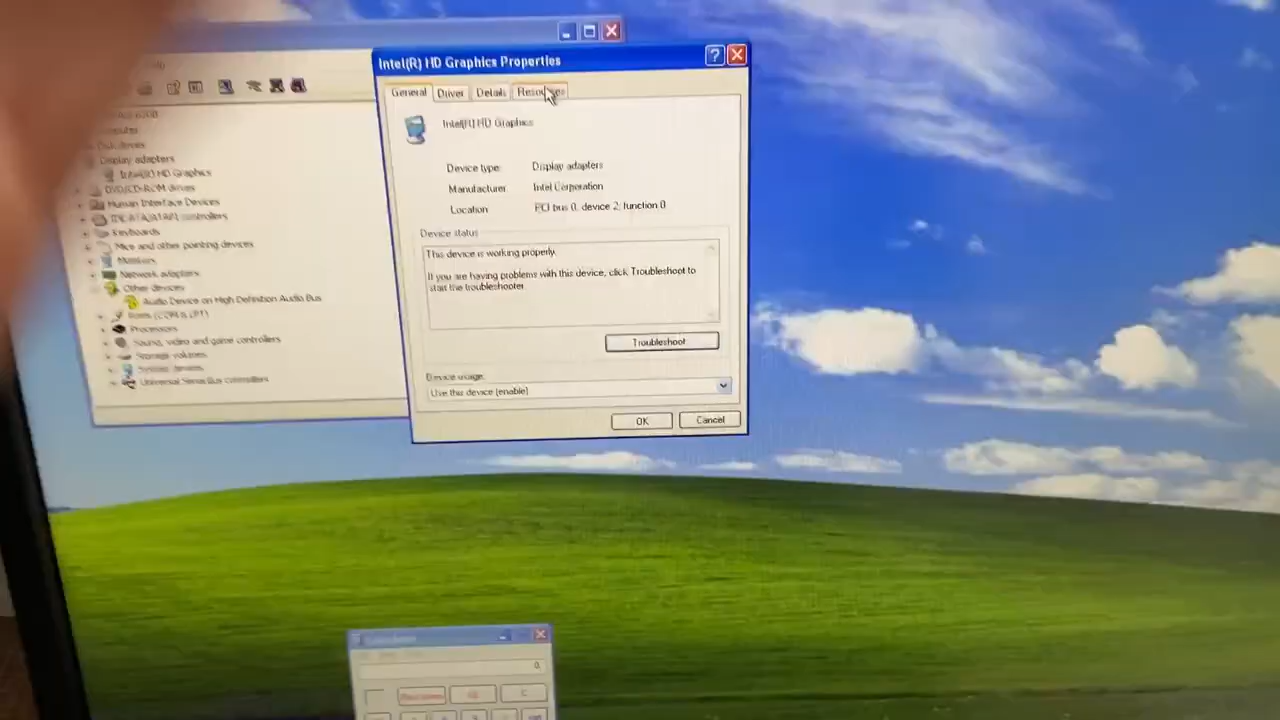 Intel(R) HD Graphics Properties
General Driver Details Resources
Intel(R) HD Graphics
Device type: Display adapters
Manufacturer: Intel Corporation
Location: PCI bus 0, device 2, function 0
Device status
This device is working properly.
If you are having problems with this device, click Troubleshoot to
start the troubleshooter.
Troubleshoot
Device usage:
Use this device (enable)
OK Cancel
Display adapters
Intel(R) HD Graphics
DVD/CD-ROM drives
Human Interface Devices
IDE ATA/ATAPI controllers
Keyboards
Mice and other pointing devices
Monitors
Network adapters
Other devices
Audio Device on High Definition Audio Bus
Ports (COM & LPT)
Processors
Sound, video and game controllers
Storage volumes
System devices
Universal Serial Bus controllers
0.
C